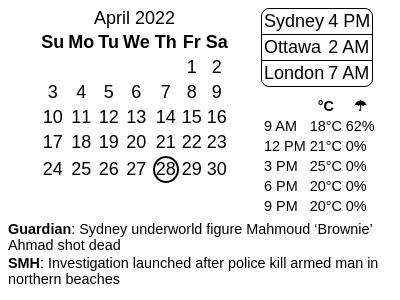 April 2022
Su Mo Tu We Th Fr Sa
1 2
3 4 5 6 7 8 9
10 11 12 13 14 15 16
17 18 19 20 21 22 23
24 25 26 27 28 29 30
Sydney 4 PM
Ottawa 2 AM
London 7 AM
°C ☂
9 AM 18°C 62%
12 PM 21°C 0%
3 PM 25°C 0%
6 PM 20°C 0%
9 PM 20°C 0%
Guardian: Sydney underworld figure Mahmoud ‘Brownie’
Ahmad shot dead
SMH: Investigation launched after police kill armed man in
northern beaches